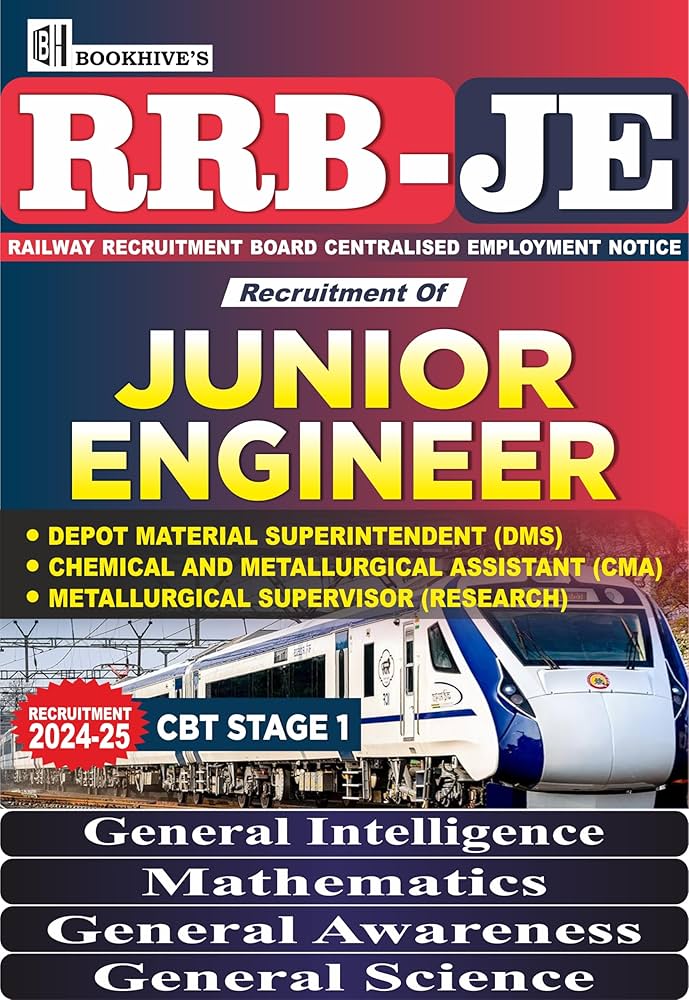 BH BOOKHIVE'S
RRB-JE
RAILWAY RECRUITMENT BOARD CENTRALISED EMPLOYMENT NOTICE
Recruitment Of
JUNIOR
ENGINEER
• DEPOT MATERIAL SUPERINTENDENT (DMS)
• CHEMICAL AND METALLURGICAL ASSISTANT (CMA)
• METALLURGICAL SUPERVISOR (RESEARCH)
RECRUITMENT
2024-25
CBT STAGE 1
General Intelligence
Mathematics
General Awareness
General Science